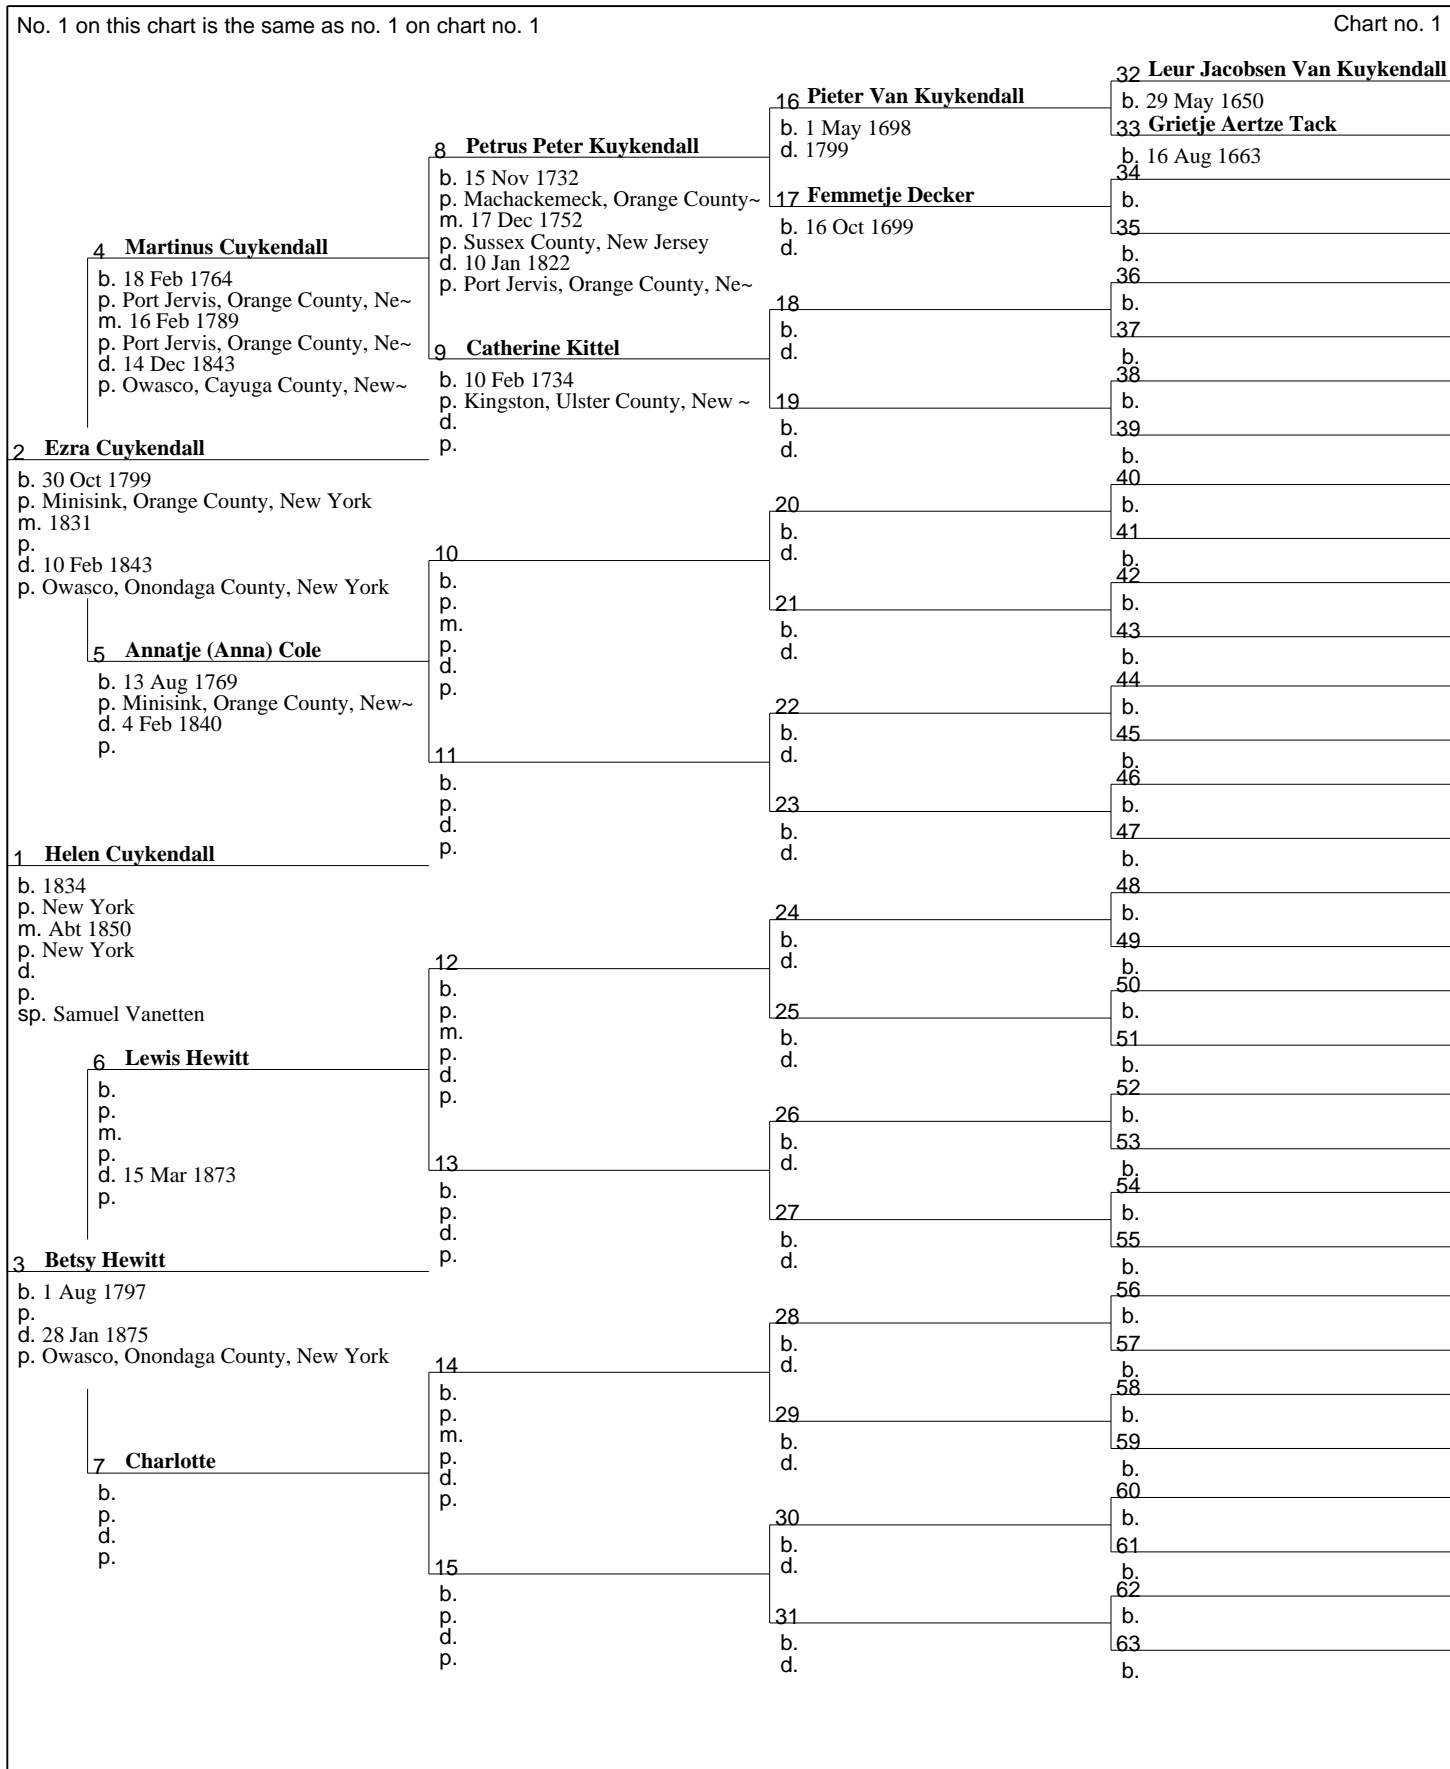 No. 1 on this chart is the same as no. 1 on chart no. 1
Chart no. 1
2 Ezra Cuykendall
b. 30 Oct 1799
p. Minisink, Orange County, New York
m. 1831
p.
d. 10 Feb 1843
p. Owasco, Onondaga County, New York
1 Helen Cuykendall
b. 1834
p. New York
m. Abt 1850
p. New York
d.
p.
sp. Samuel Vanetten
3 Betsy Hewitt
b. 1 Aug 1797
p.
d. 28 Jan 1875
p. Owasco, Onondaga County, New York
4 Martinus Cuykendall
b. 18 Feb 1764
p. Port Jervis, Orange County, Ne~
m. 16 Feb 1789
p. Port Jervis, Orange County, Ne~
d. 14 Dec 1843
p. Owasco, Cayuga County, New~
5 Annatje (Anna) Cole
b. 13 Aug 1769
p. Minisink, Orange County, New~
d. 4 Feb 1840
p.
6 Lewis Hewitt
b.
p.
m.
p.
d. 15 Mar 1873
p.
7 Charlotte
b.
p.
d.
p.
8 Petrus Peter Kuykendall
b. 15 Nov 1732
p. Machackemeck, Orange County~
m. 17 Dec 1752
p. Sussex County, New Jersey
d. 10 Jan 1822
p. Port Jervis, Orange County, Ne~
9 Catherine Kittel
b. 10 Feb 1734
p. Kingston, Ulster County, New ~
d.
p.
10
b.
p.
m.
p.
d.
p.
11
b.
p.
d.
p.
12
b.
p.
m.
p.
d.
p.
13
b.
p.
d.
p.
14
b.
p.
m.
p.
d.
p.
15
b.
p.
d.
p.
16 Pieter Van Kuykendall
b. 1 May 1698
d. 1799
17 Femmetje Decker
b. 16 Oct 1699
d.
18
b.
d.
19
b.
d.
20
b.
d.
21
b.
d.
22
b.
d.
23
b.
d.
24
b.
d.
25
b.
d.
26
b.
d.
27
b.
d.
28
b.
d.
29
b.
d.
30
b.
d.
31
b.
d.
32 Leur Jacobsen Van Kuykendall
b. 29 May 1650
33 Grietje Aertze Tack
b. 16 Aug 1663
34
b.
35
b.
36
b.
37
b.
38
b.
39
b.
40
b.
41
b.
42
b.
43
b.
44
b.
45
b.
46
b.
47
b.
48
b.
49
b.
50
b.
51
b.
52
b.
53
b.
54
b.
55
b.
56
b.
57
b.
58
b.
59
b.
60
b.
61
b.
62
b.
63
b.